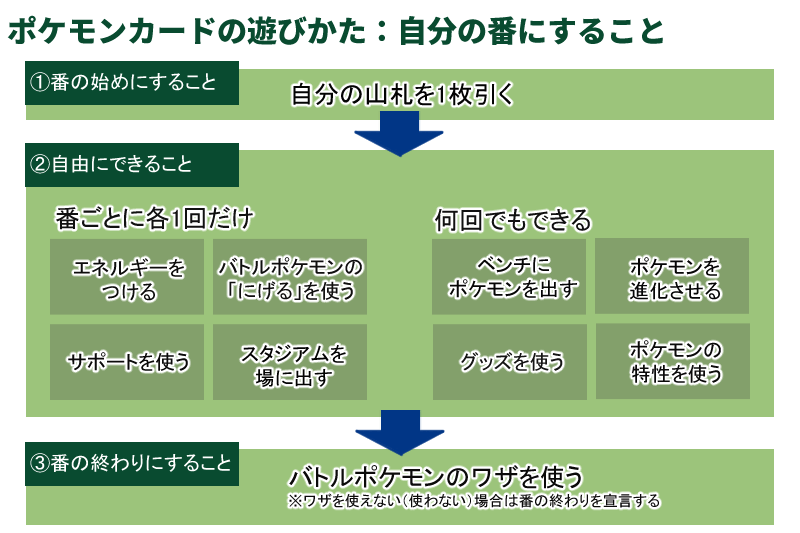 ポケモンカードの遊びかた：自分の番にすること
①番の始めにすること
自分の山札を1枚引く
②自由にできること
番ごとに各1回だけ
エネルギーを
つける
バトルポケモンの
「にげる」を使う
サポートを使う
スタジアムを
場に出す
何回でもできる
ベンチに
ポケモンを出す
ポケモンを
進化させる
グッズを使う
ポケモンの
特性を使う
③番の終わりにすること
バトルポケモンのワザを使う
※ワザを使えない（使わない）場合は番の終わりを宣言する